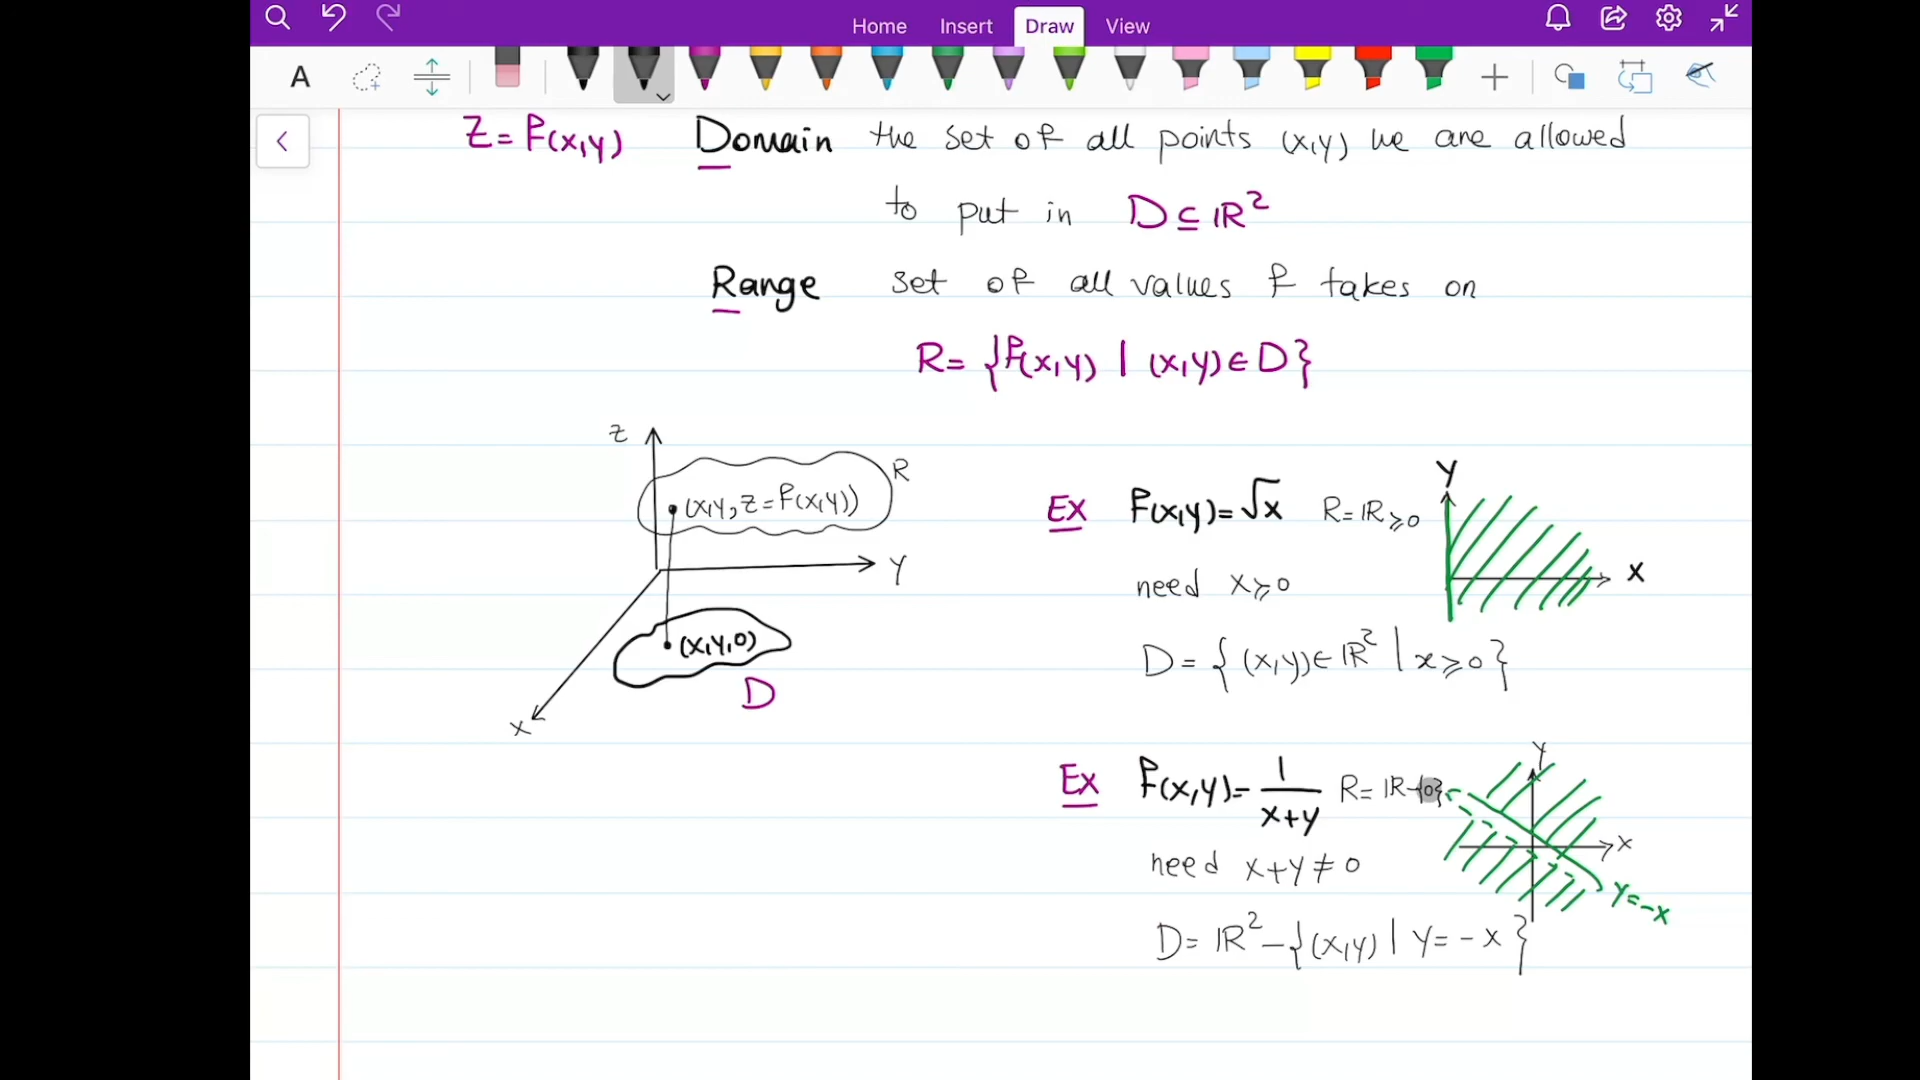 Home Insert Draw View
A
Z = f(x,y) Domain the set of all points (x,y) we are allowed
to put in D ⊆ ℝ²
Range set of all values f takes on
R = {f(x,y) | (x,y) ∈ D}
z
(x,y, z = f(x,y)) R
y
(x,y,0)
D
x
Ex f(x,y) = √x R = ℝ≥0
need x ≥ 0
D = {(x,y) ∈ ℝ² | x ≥ 0}
y
x
Ex f(x,y) = 1/(x+y) R = ℝ-{0}
need x+y ≠ 0
D = ℝ² - {(x,y) | y = -x}
y
x
y=-x